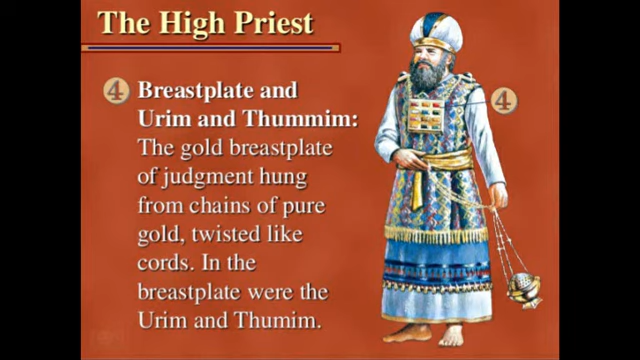 The High Priest
4 Breastplate and
Urim and Thummim:
The gold breastplate
of judgment hung
from chains of pure
gold, twisted like
cords. In the
breastplate were the
Urim and Thumim.
4